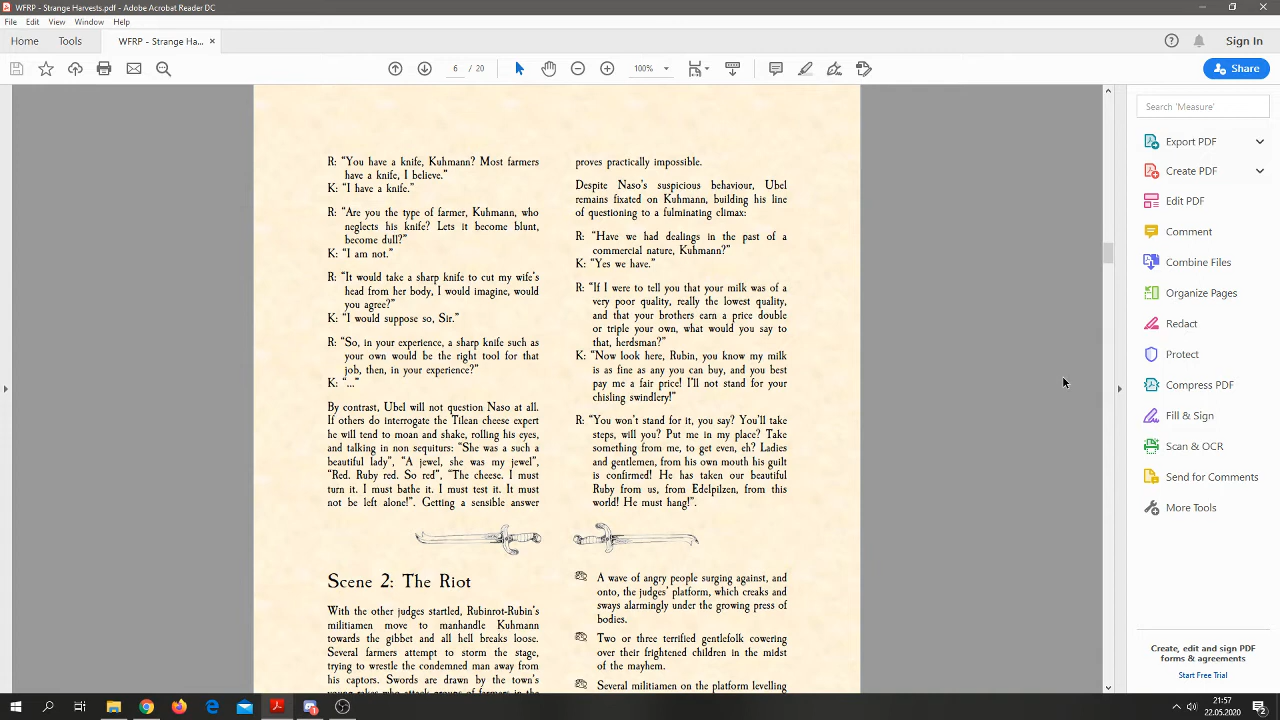 WFRP - Strange Harvests.pdf - Adobe Acrobat Reader DC
File Edit View Window Help
Home Tools WFRP - Strange Ha... ×
Sign In
6 / 20 100%
Share
R: “You have a knife, Kuhmann? Most farmers
have a knife, I believe.”
K: “I have a knife.”
R: “Are you the type of farmer, Kuhmann, who
neglects his knife? Lets it become blunt,
become dull?”
K: “I am not.”
R: “It would take a sharp knife to cut my wife’s
head from her body, I would imagine, would
you agree?”
K: “I would suppose so, Sir.”
R: “So, in your experience, a sharp knife such as
your own would be the right tool for that
job, then, in your experience?”
K: “...”
By contrast, Ubel will not question Naso at all.
If others do interrogate the Tilean cheese expert
he will tend to moan and shake, rolling his eyes,
and talking in non sequiturs: “She was a such a
beautiful lady”, “A jewel, she was my jewel”,
“Red. Ruby red. So red”, “The cheese. I must
turn it. I must bathe it. I must test it. It must
not be left alone!”. Getting a sensible answer
proves practically impossible.
Despite Naso’s suspicious behaviour, Ubel
remains fixated on Kuhmann, building his line
of questioning to a fulminating climax:
R: “Have we had dealings in the past of a
commercial nature, Kuhmann?”
K: “Yes we have.”
R: “If I were to tell you that your milk was of a
very poor quality, really the lowest quality,
and that your brothers earn a price double
or triple your own, what would you say to
that, herdsman?”
K: “Now look here, Rubin, you know my milk
is as fine as any you can buy, and you best
pay me a fair price! I’ll not stand for your
chisling swindlery!”
R: “You won’t stand for it, you say? You’ll take
steps, will you? Put me in my place? Take
something from me, to get even, eh? Ladies
and gentlemen, from his own mouth his guilt
is confirmed! He has taken our beautiful
Ruby from us, from Edelpilzen, from this
world! He must hang!”.
Scene 2: The Riot
With the other judges startled, Rubinrot-Rubin’s
militiamen move to manhandle Kuhmann
towards the gibbet and all hell breaks loose.
Several farmers attempt to storm the stage,
trying to wrestle the condemned man away from
his captors. Swords are drawn by the town’s
young rakes who attack groups of farmers in the
A wave of angry people surging against, and
onto, the judges’ platform, which creaks and
sways alarmingly under the growing press of
bodies.
Two or three terrified gentlefolk cowering
over their frightened children in the midst
of the mayhem.
Several militiamen on the platform levelling
Search 'Measure'
Export PDF
Create PDF
Edit PDF
Comment
Combine Files
Organize Pages
Redact
Protect
Compress PDF
Fill & Sign
Scan & OCR
Send for Comments
More Tools
Create, edit and sign PDF
forms & agreements
Start Free Trial
21:57
22.03.2020
2